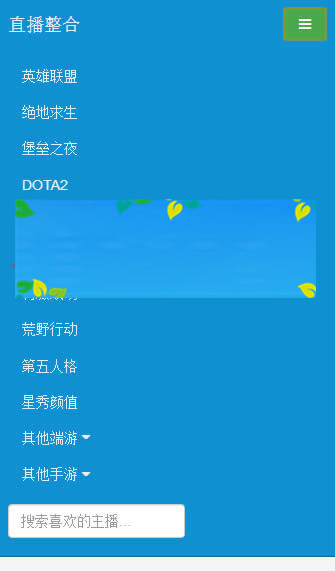 直播整合
英雄联盟
绝地求生
堡垒之夜
DOTA2
荒野行动
第五人格
星秀颜值
其他端游
其他手游
搜索喜欢的主播...